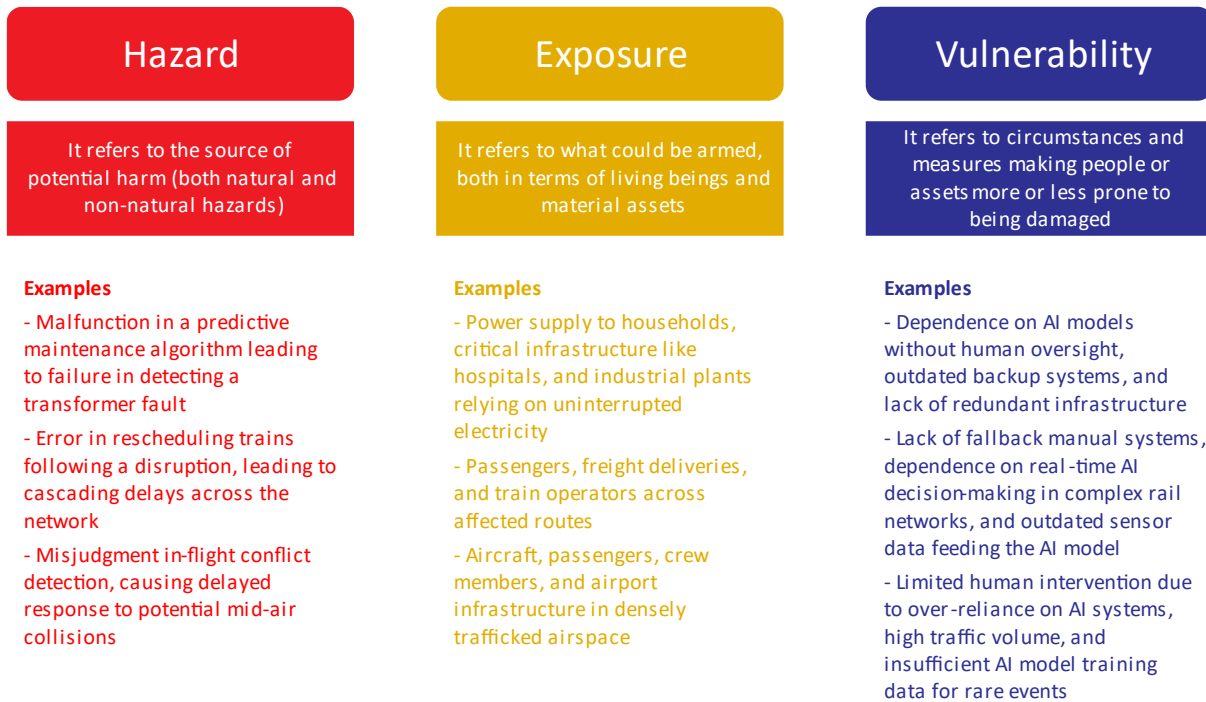 Hazard
It refers to the source of
potential harm (both natural and
non-natural hazards)
Examples
- Malfunction in a predictive
maintenance algorithm leading
to failure in detecting a
transformer fault
- Error in rescheduling trains
following a disruption, leading to
cascading delays across the
network
- Misjudgment in-flight conflict
detection, causing delayed
response to potential mid-air
collisions
Exposure
It refers to what could be armed,
both in terms of living beings and
material assets
Examples
- Power supply to households,
critical infrastructure like
hospitals, and industrial plants
relying on uninterrupted
electricity
- Passengers, freight deliveries,
and train operators across
affected routes
- Aircraft, passengers, crew
members, and airport
infrastructure in densely
trafficked airspace
Vulnerability
It refers to circumstances and
measures making people or
assets more or less prone to
being damaged
Examples
- Dependence on AI models
without human oversight,
outdated backup systems, and
lack of redundant infrastructure
- Lack of fallback manual systems,
dependence on real-time AI
decision-making in complex rail
networks, and outdated sensor
data feeding the AI model
- Limited human intervention due
to over-reliance on AI systems,
high traffic volume, and
insufficient AI model training
data for rare events